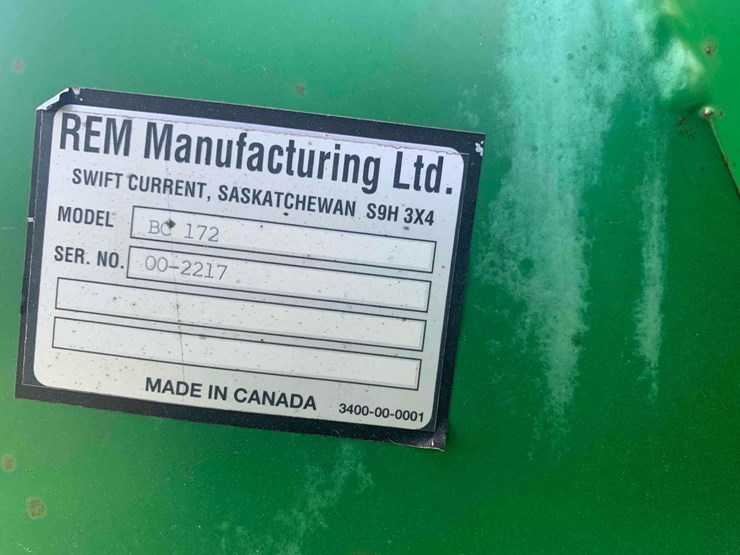 REM Manufacturing Ltd.
SWIFT CURRENT, SASKATCHEWAN S9H 3X4
MODEL BC 172
SER. NO. 00-2217
MADE IN CANADA 3400-00-0001